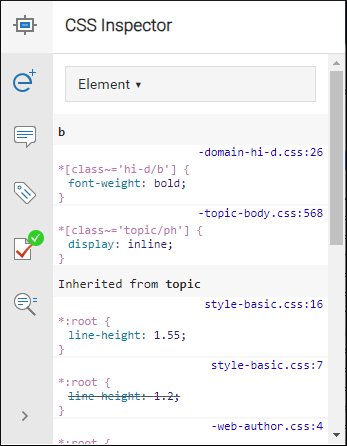 CSS Inspector
Element ▾
b
-domain-hi-d.css:26
*[class~='hi-d/b'] {
font-weight: bold;
}
-topic-body.css:568
*[class~='topic/ph'] {
display: inline;
}
Inherited from topic
style-basic.css:16
*:root {
line-height: 1.55;
}
style-basic.css:7
*:root {
line-height: 1.2;
}
-web-author.css:4
*:root {